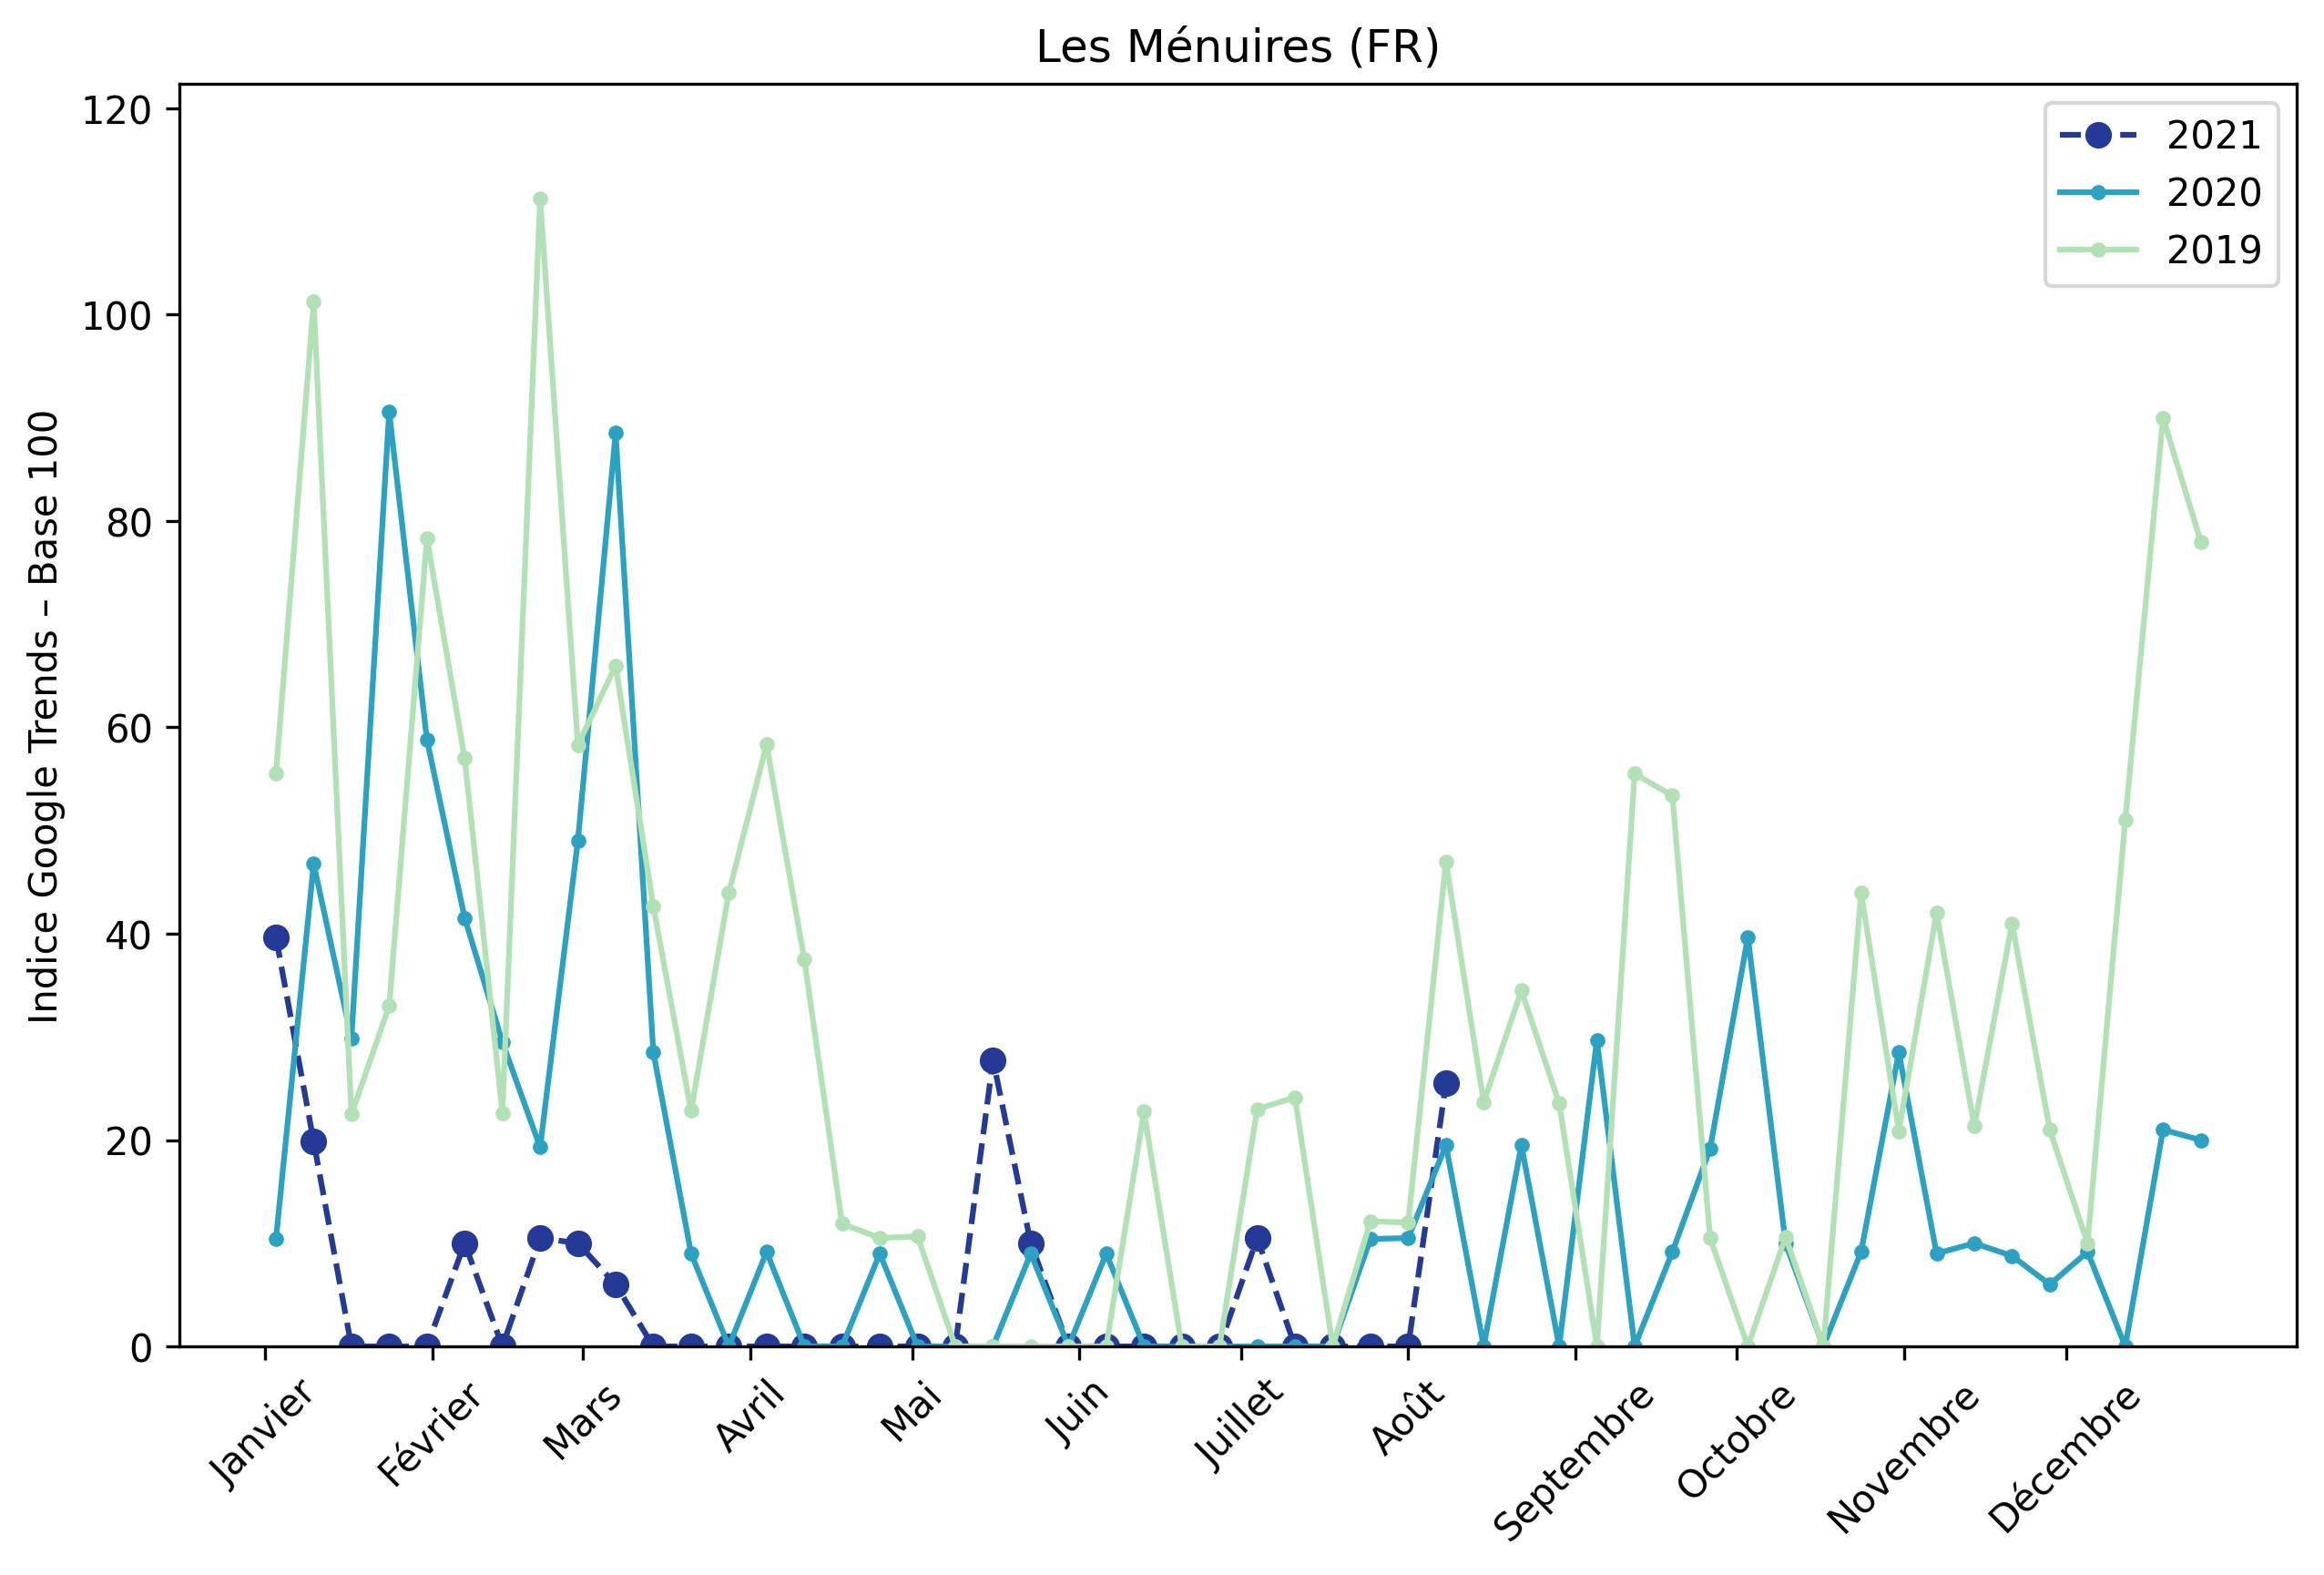 Les Ménuires (FR)
Indice Google Trends – Base 100
120
100
80
60
40
20
0
2021
2020
2019
Janvier
Février
Mars
Avril
Mai
Juin
Juillet
Août
Septembre
Octobre
Novembre
Décembre